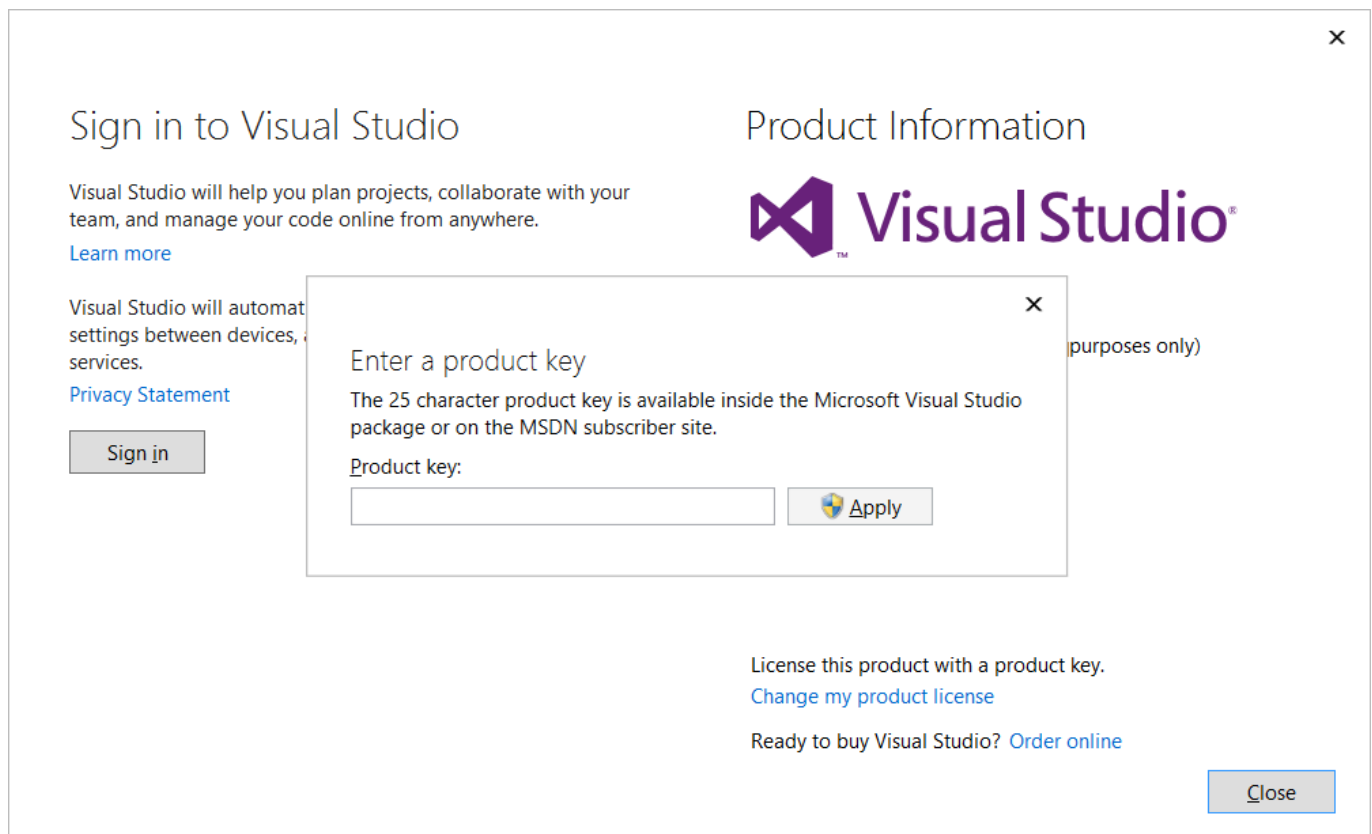 Sign in to Visual Studio
Visual Studio will help you plan projects, collaborate with your
team, and manage your code online from anywhere.
Learn more
Visual Studio will automat
settings between devices,
services.
Privacy Statement
Sign in
Product Information
Visual Studio®
™
purposes only)
Enter a product key
The 25 character product key is available inside the Microsoft Visual Studio
package or on the MSDN subscriber site.
Product key:
Apply
License this product with a product key.
Change my product license
Ready to buy Visual Studio? Order online
Close